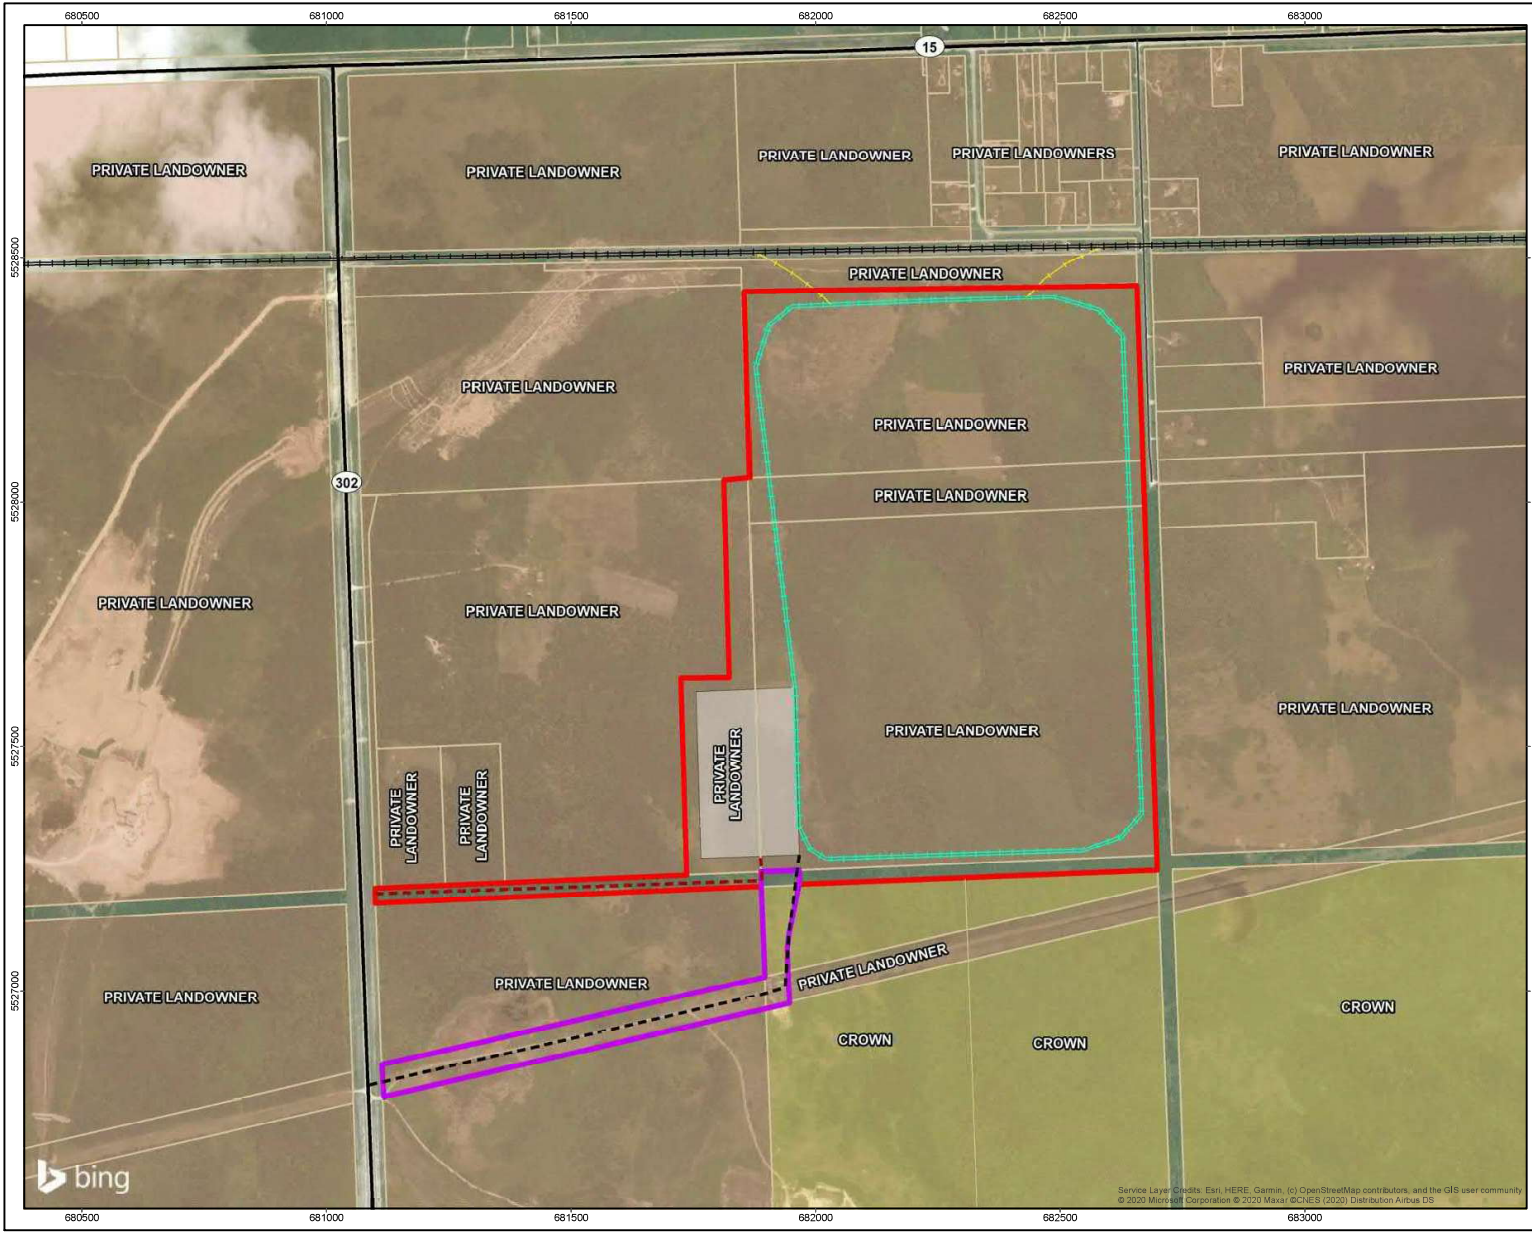 680500 681000 681500 682000 682500 683000
15
PRIVATE LANDOWNER
PRIVATE LANDOWNER
PRIVATE LANDOWNER
PRIVATE LANDOWNERS
PRIVATE LANDOWNER
5528500
PRIVATE LANDOWNER
PRIVATE LANDOWNER
PRIVATE LANDOWNER
PRIVATE LANDOWNER
302
5528000
PRIVATE LANDOWNER
PRIVATE LANDOWNER
PRIVATE LANDOWNER
PRIVATE LANDOWNER
PRIVATE LANDOWNER
5527500
PRIVATE
LANDOWNER
PRIVATE
LANDOWNER
PRIVATE
LANDOWNER
PRIVATE LANDOWNER
PRIVATE LANDOWNER
5527000
PRIVATE LANDOWNER
PRIVATE LANDOWNER
CROWN
CROWN
CROWN
bing
Service Layer Credits: Esri, HERE, Garmin, (c) OpenStreetMap contributors, and the GIS user community
© 2020 Microsoft Corporation © 2020 Maxar ©CNES (2020) Distribution Airbus DS
680500 681000 681500 682000 682500 683000